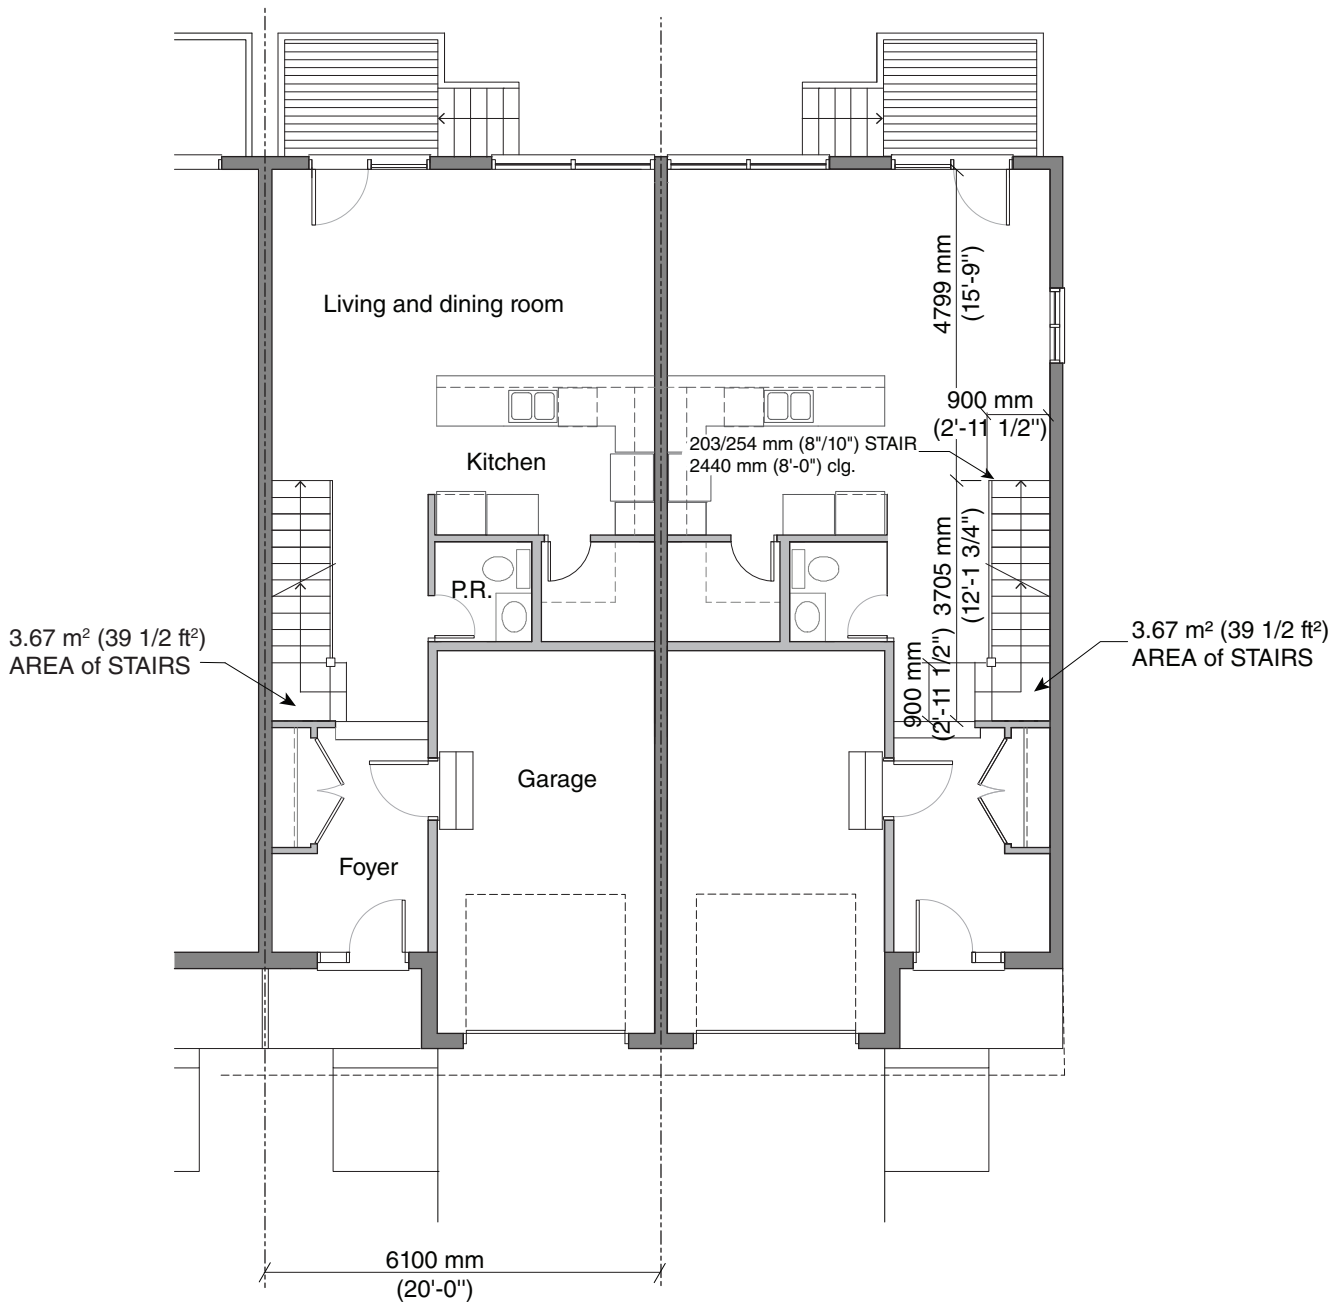 4799 mm
(15'-9")
Living and dining room
900 mm
(2'-11 1/2")
203/254 mm (8"/10") STAIR
2440 mm (8'-0") clg.
Kitchen
3705 mm
(12'-1 3/4")
P.R.
3.67 m² (39 1/2 ft²)
AREA of STAIRS
3.67 m² (39 1/2 ft²)
AREA of STAIRS
900 mm
(2'-11 1/2")
Garage
Foyer
6100 mm
(20'-0")